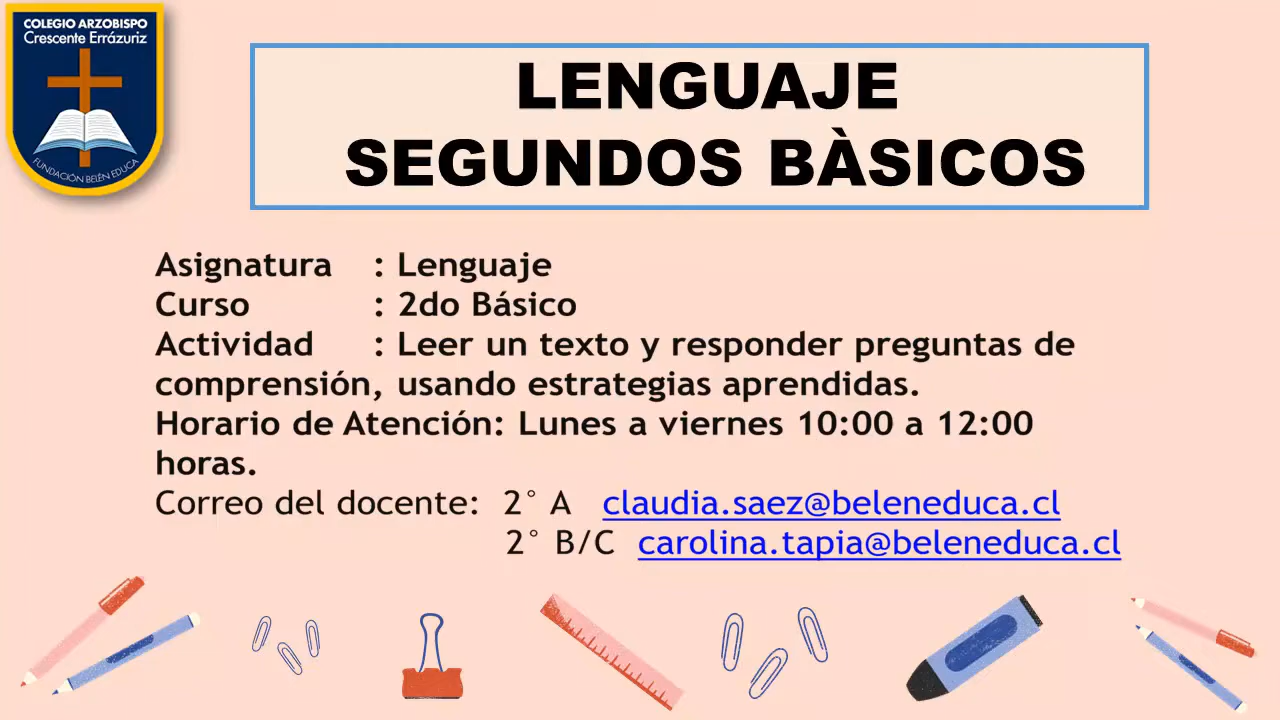 COLEGIO ARZOBISPO
Crescente Errázuriz
FUNDACIÓN BELÉN EDUCA
LENGUAJE
SEGUNDOS BÀSICOS
Asignatura : Lenguaje
Curso : 2do Básico
Actividad : Leer un texto y responder preguntas de
comprensión, usando estrategias aprendidas.
Horario de Atención: Lunes a viernes 10:00 a 12:00
horas.
Correo del docente: 2° A claudia.saez@beleneduca.cl
2° B/C carolina.tapia@beleneduca.cl